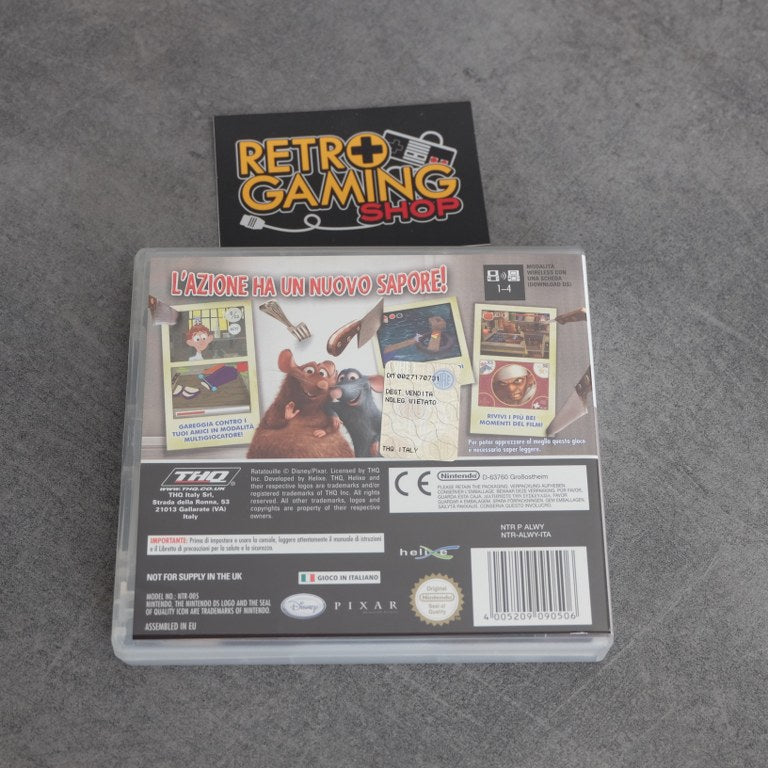 RETRO
GAMING
SHOP
L'AZIONE HA UN NUOVO SAPORE!
1-4
MODALITÀ
WIRELESS CON
UNA SCHEDA
(DOWNLOAD DS)
GAREGGIA CONTRO I
TUOI AMICI IN MODALITÀ
MULTIGIOCATORE!
DM 0027170731
DEST.VENDITA
NOLEG.VIETATO
THQ ITALY
RIVIVI I PIÙ BEI
MOMENTI DEL FILM!
Per poter apprezzare al meglio questo gioco
è necessario saper leggere.
THQ
WWW.THQ.CO.UK
THQ Italy Srl,
Strada della Ronna, 53
21013 Gallarate (VA)
Italy
Ratatouille © Disney/Pixar. Licensed by THQ
Inc. Developed by Helixe. THQ, Helixe and
their respective logos are trademarks and/or
registered trademarks of THQ Inc. All rights
reserved. All other trademarks, logos and
copyrights are property of their respective
owners.
CE
Nintendo D-63760 Großostheim
PLEASE RETAIN THE PACKAGING. VERPACKUNG AUFHEBEN.
NTR P ALWY
NTR-ALWY-ITA
IMPORTANTE: Prima di impostare o usare la console, leggere attentamente il manuale di istruzioni
e il Libretto di precauzioni per la salute e la sicurezza.
helixe
NOT FOR SUPPLY IN THE UK
GIOCO IN ITALIANO
MODEL NO.: NTR-005
NINTENDO, THE NINTENDO DS LOGO AND THE SEAL
OF QUALITY ICON ARE TRADEMARKS OF NINTENDO.
ASSEMBLED IN EU
Disney
PIXAR
Original
Nintendo
Seal of
Quality
4 005209 090506